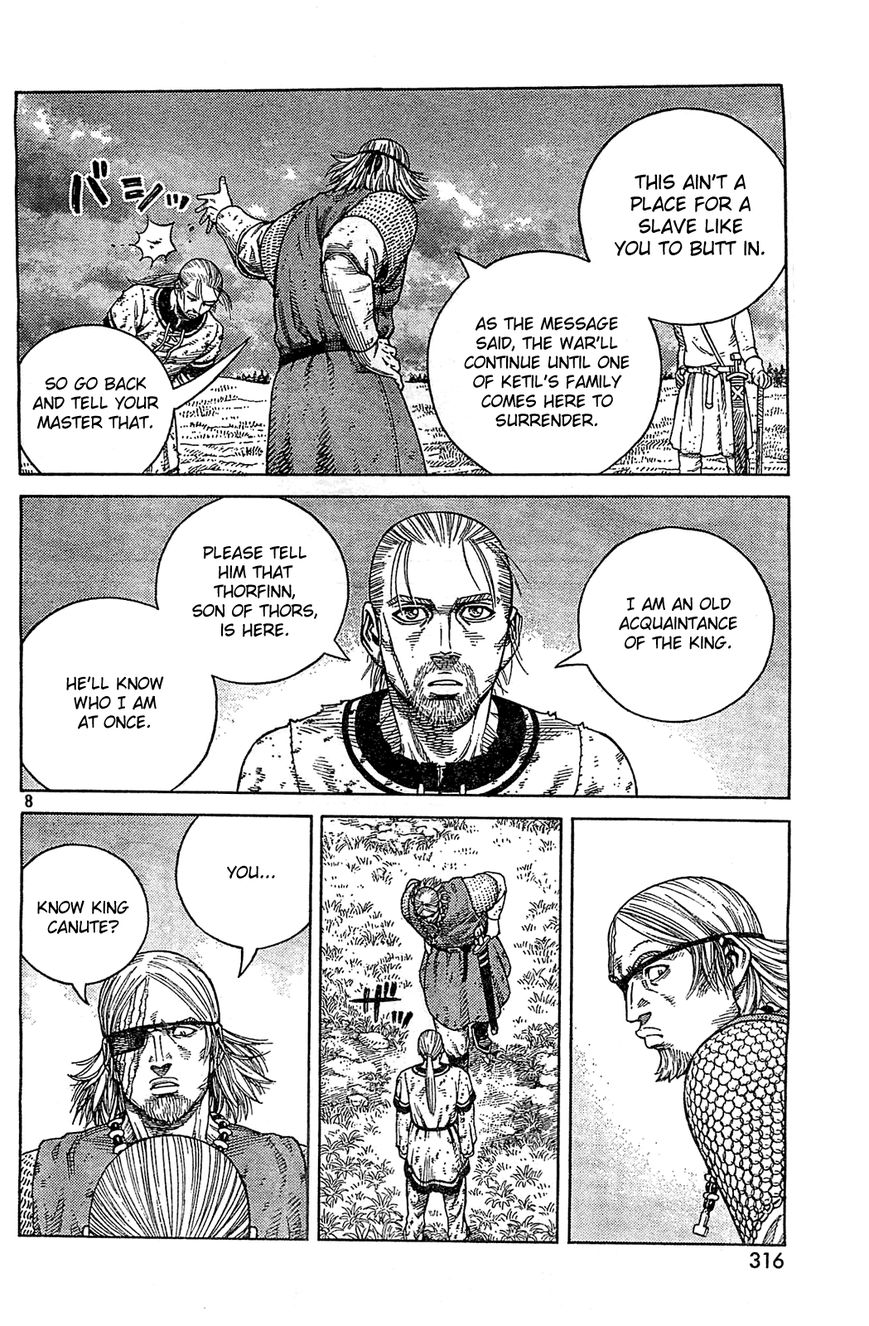 THIS AIN'T A
PLACE FOR A
SLAVE LIKE
YOU TO BUTT IN.
AS THE MESSAGE
SAID, THE WAR'LL
CONTINUE UNTIL ONE
OF KETIL'S FAMILY
COMES HERE TO
SURRENDER.
バシッ
SO GO BACK
AND TELL YOUR
MASTER THAT.
I AM AN OLD
ACQUAINTANCE
OF THE KING.
PLEASE TELL
HIM THAT
THORFINN,
SON OF THORS,
IS HERE.
HE'LL KNOW
WHO I AM
AT ONCE.
8
ザッ
YOU...
KNOW KING
CANUTE?
316